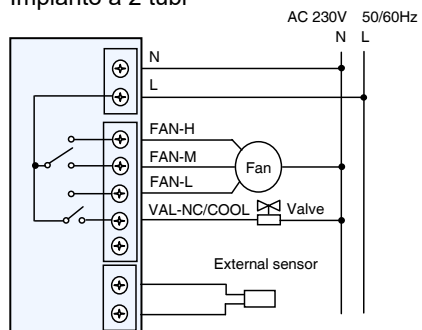 Impianto a 2 tubi
AC 230V 50/60Hz
N L
N
L
FAN-H
FAN-M
Fan
FAN-L
VAL-NC/COOL Valve
External sensor